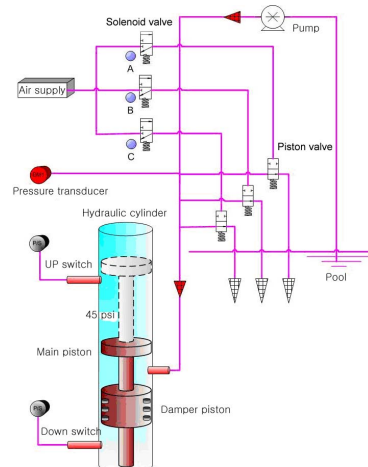 Solenoid valve
Pump
A
Air supply
B
C
Piston valve
Pressure transducer
Hydraulic cylinder
P/S
UP switch
Pool
45 psi
Main piston
Damper piston
P/S
Down switch